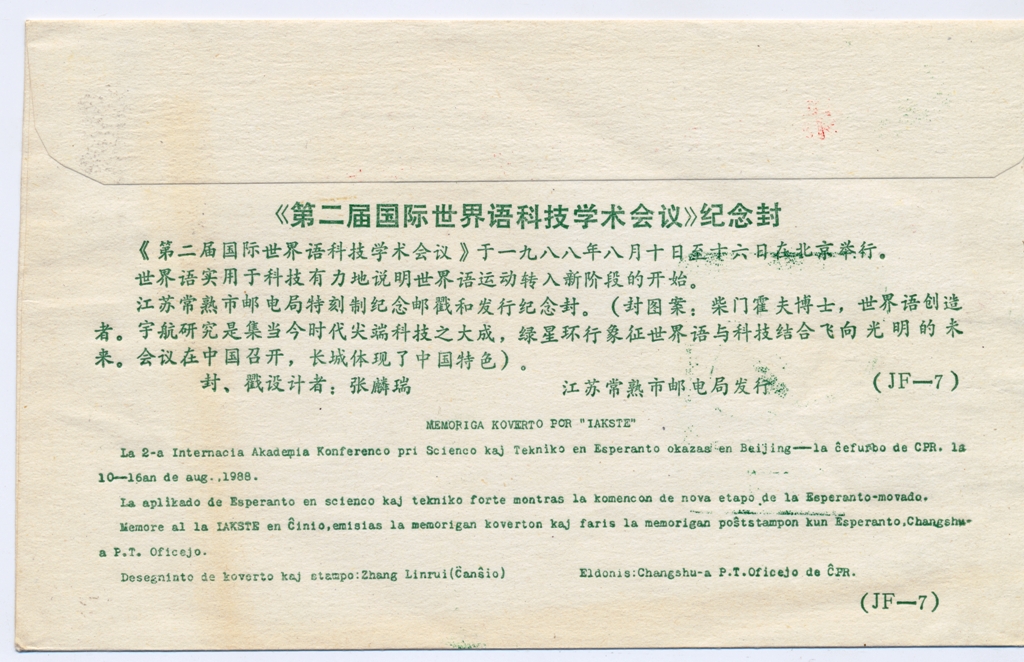 《第二届国际世界语科技学术会议》纪念封
《第二届国际世界语科技学术会议》于一九八八年八月十日至十六日在北京举行。
世界语实用于科技有力地说明世界语运动转入新阶段的开始。
江苏常熟市邮电局特刻制纪念邮戳和发行纪念封。(封图案:柴门霍夫博士,世界语创造
者。宇航研究是集当今时代尖端科技之大成,绿星环行象征世界语与科技结合飞向光明的未
来。会议在中国召开,长城体现了中国特色)。
封、戳设计者:张麟瑞 江苏常熟市邮电局发行 (JF—7)
MEMORIGA KOVERTO POR "IAKSTE"
La 2-a Internacia Akademia Konferenco pri Scienco kaj Tekniko en Esperanto okazas en Beijing——la ĉefurbo de CPR. la
10—16an de aug.,1988.
La aplikado de Esperanto en scienco kaj tekniko forte montras la komencon de nova etapo de la Esperanto-movado.
Memore al la IAKSTE en Ĉinio,emisias la memorigan koverton kaj faris la memorigan poŝtstampon kun Esperanto,Changshu-
a P.T. Oficejo.
Desegninto de koverto kaj stampo:Zhang Linrui(Ĉanŝio) Eldonis:Changshu-a P.T.Oficejo de ĈPR.
(JF—7)